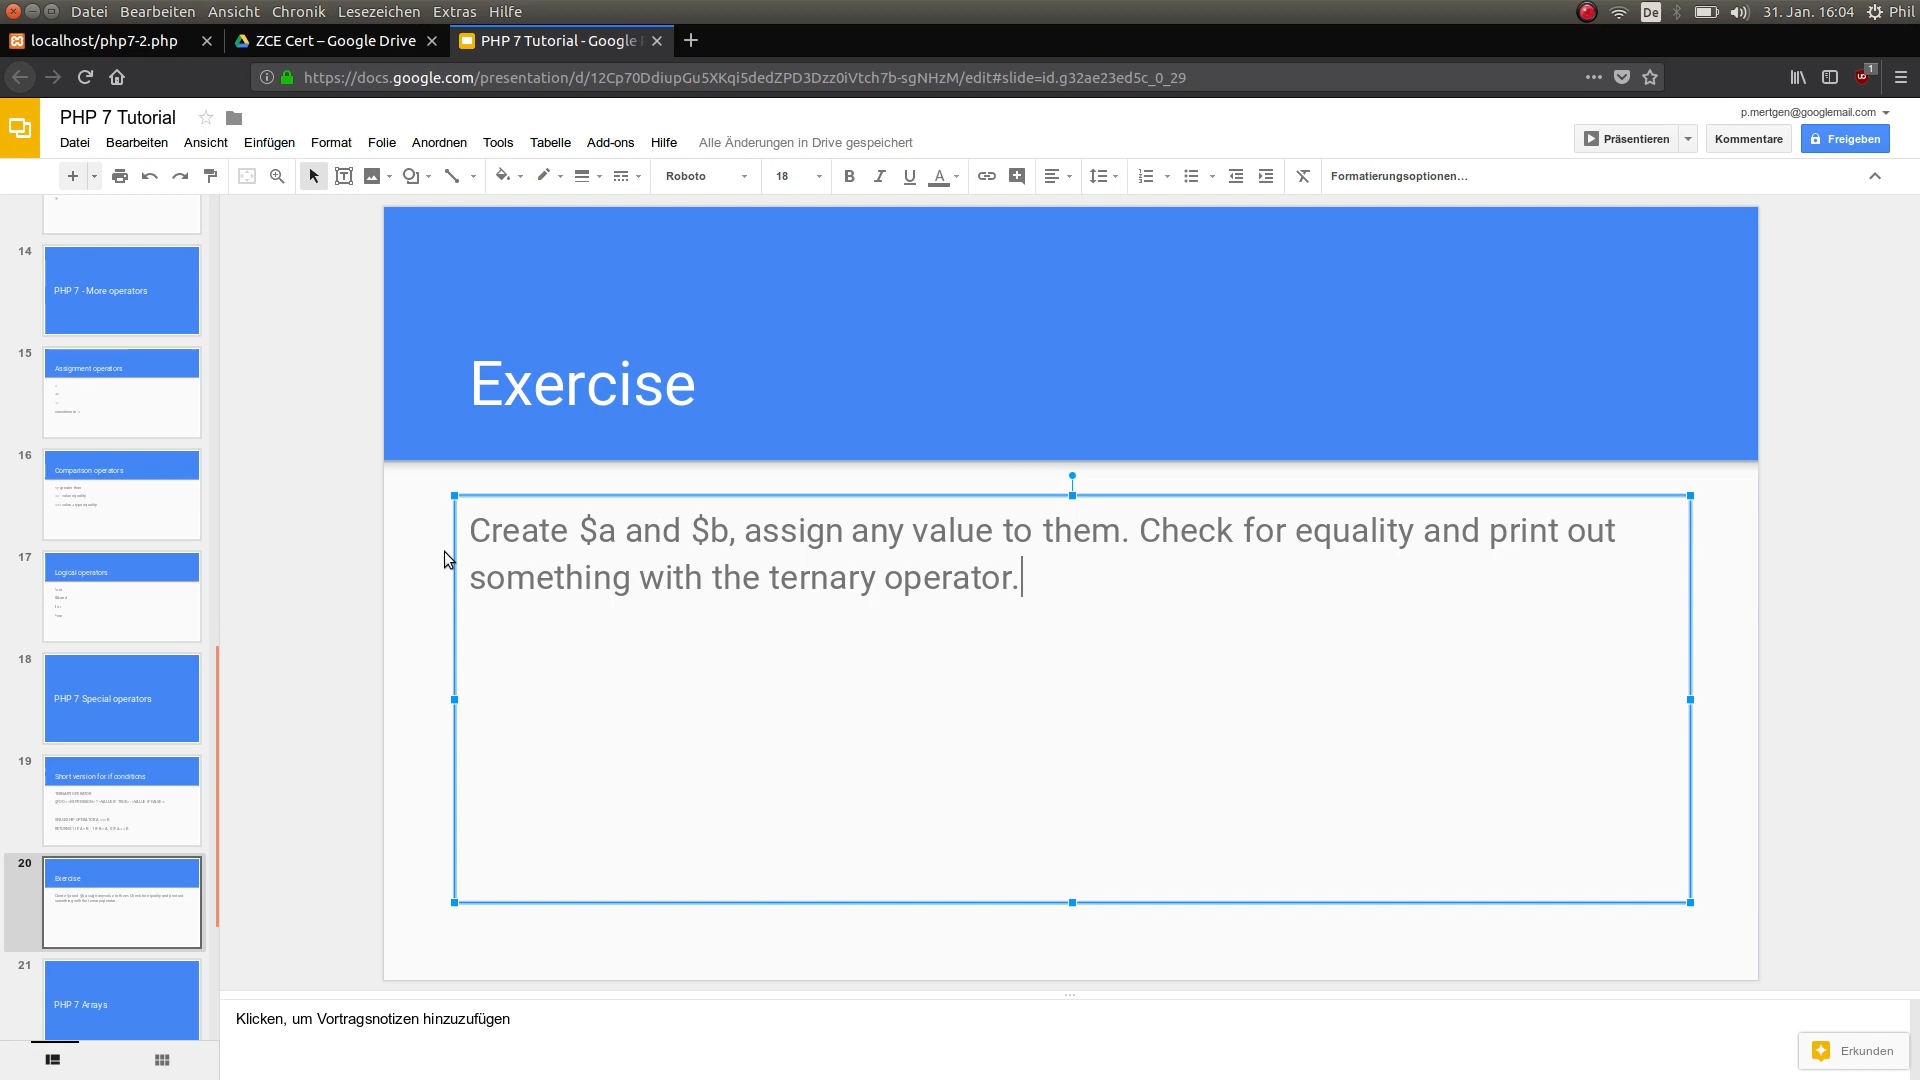 Datei Bearbeiten Ansicht Chronik Lesezeichen Extras Hilfe
De 31. Jan. 16:04 Phil
localhost/php7-2.php ZCE Cert – Google Drive PHP 7 Tutorial - Google
https://docs.google.com/presentation/d/12Cp70DdiupGu5XKqi5dedZPD3Dzz0iVtch7b-sgNHzM/edit#slide=id.g32ae23ed5c_0_29
1
PHP 7 Tutorial
p.mertgen@googlemail.com
Datei Bearbeiten Ansicht Einfügen Format Folie Anordnen Tools Tabelle Add-ons Hilfe Alle Änderungen in Drive gespeichert
Präsentieren Kommentare Freigeben
Roboto 18 B I U A Formatierungsoptionen...
14
PHP 7 - More operators
15
Assignment operators
16
Comparison operators
17
Logical operators
18
PHP 7 Special operators
19
Short version for if conditions
20
Exercise
21
PHP 7 Arrays
Exercise
Create $a and $b, assign any value to them. Check for equality and print out
something with the ternary operator.
Klicken, um Vortragsnotizen hinzuzufügen
Erkunden